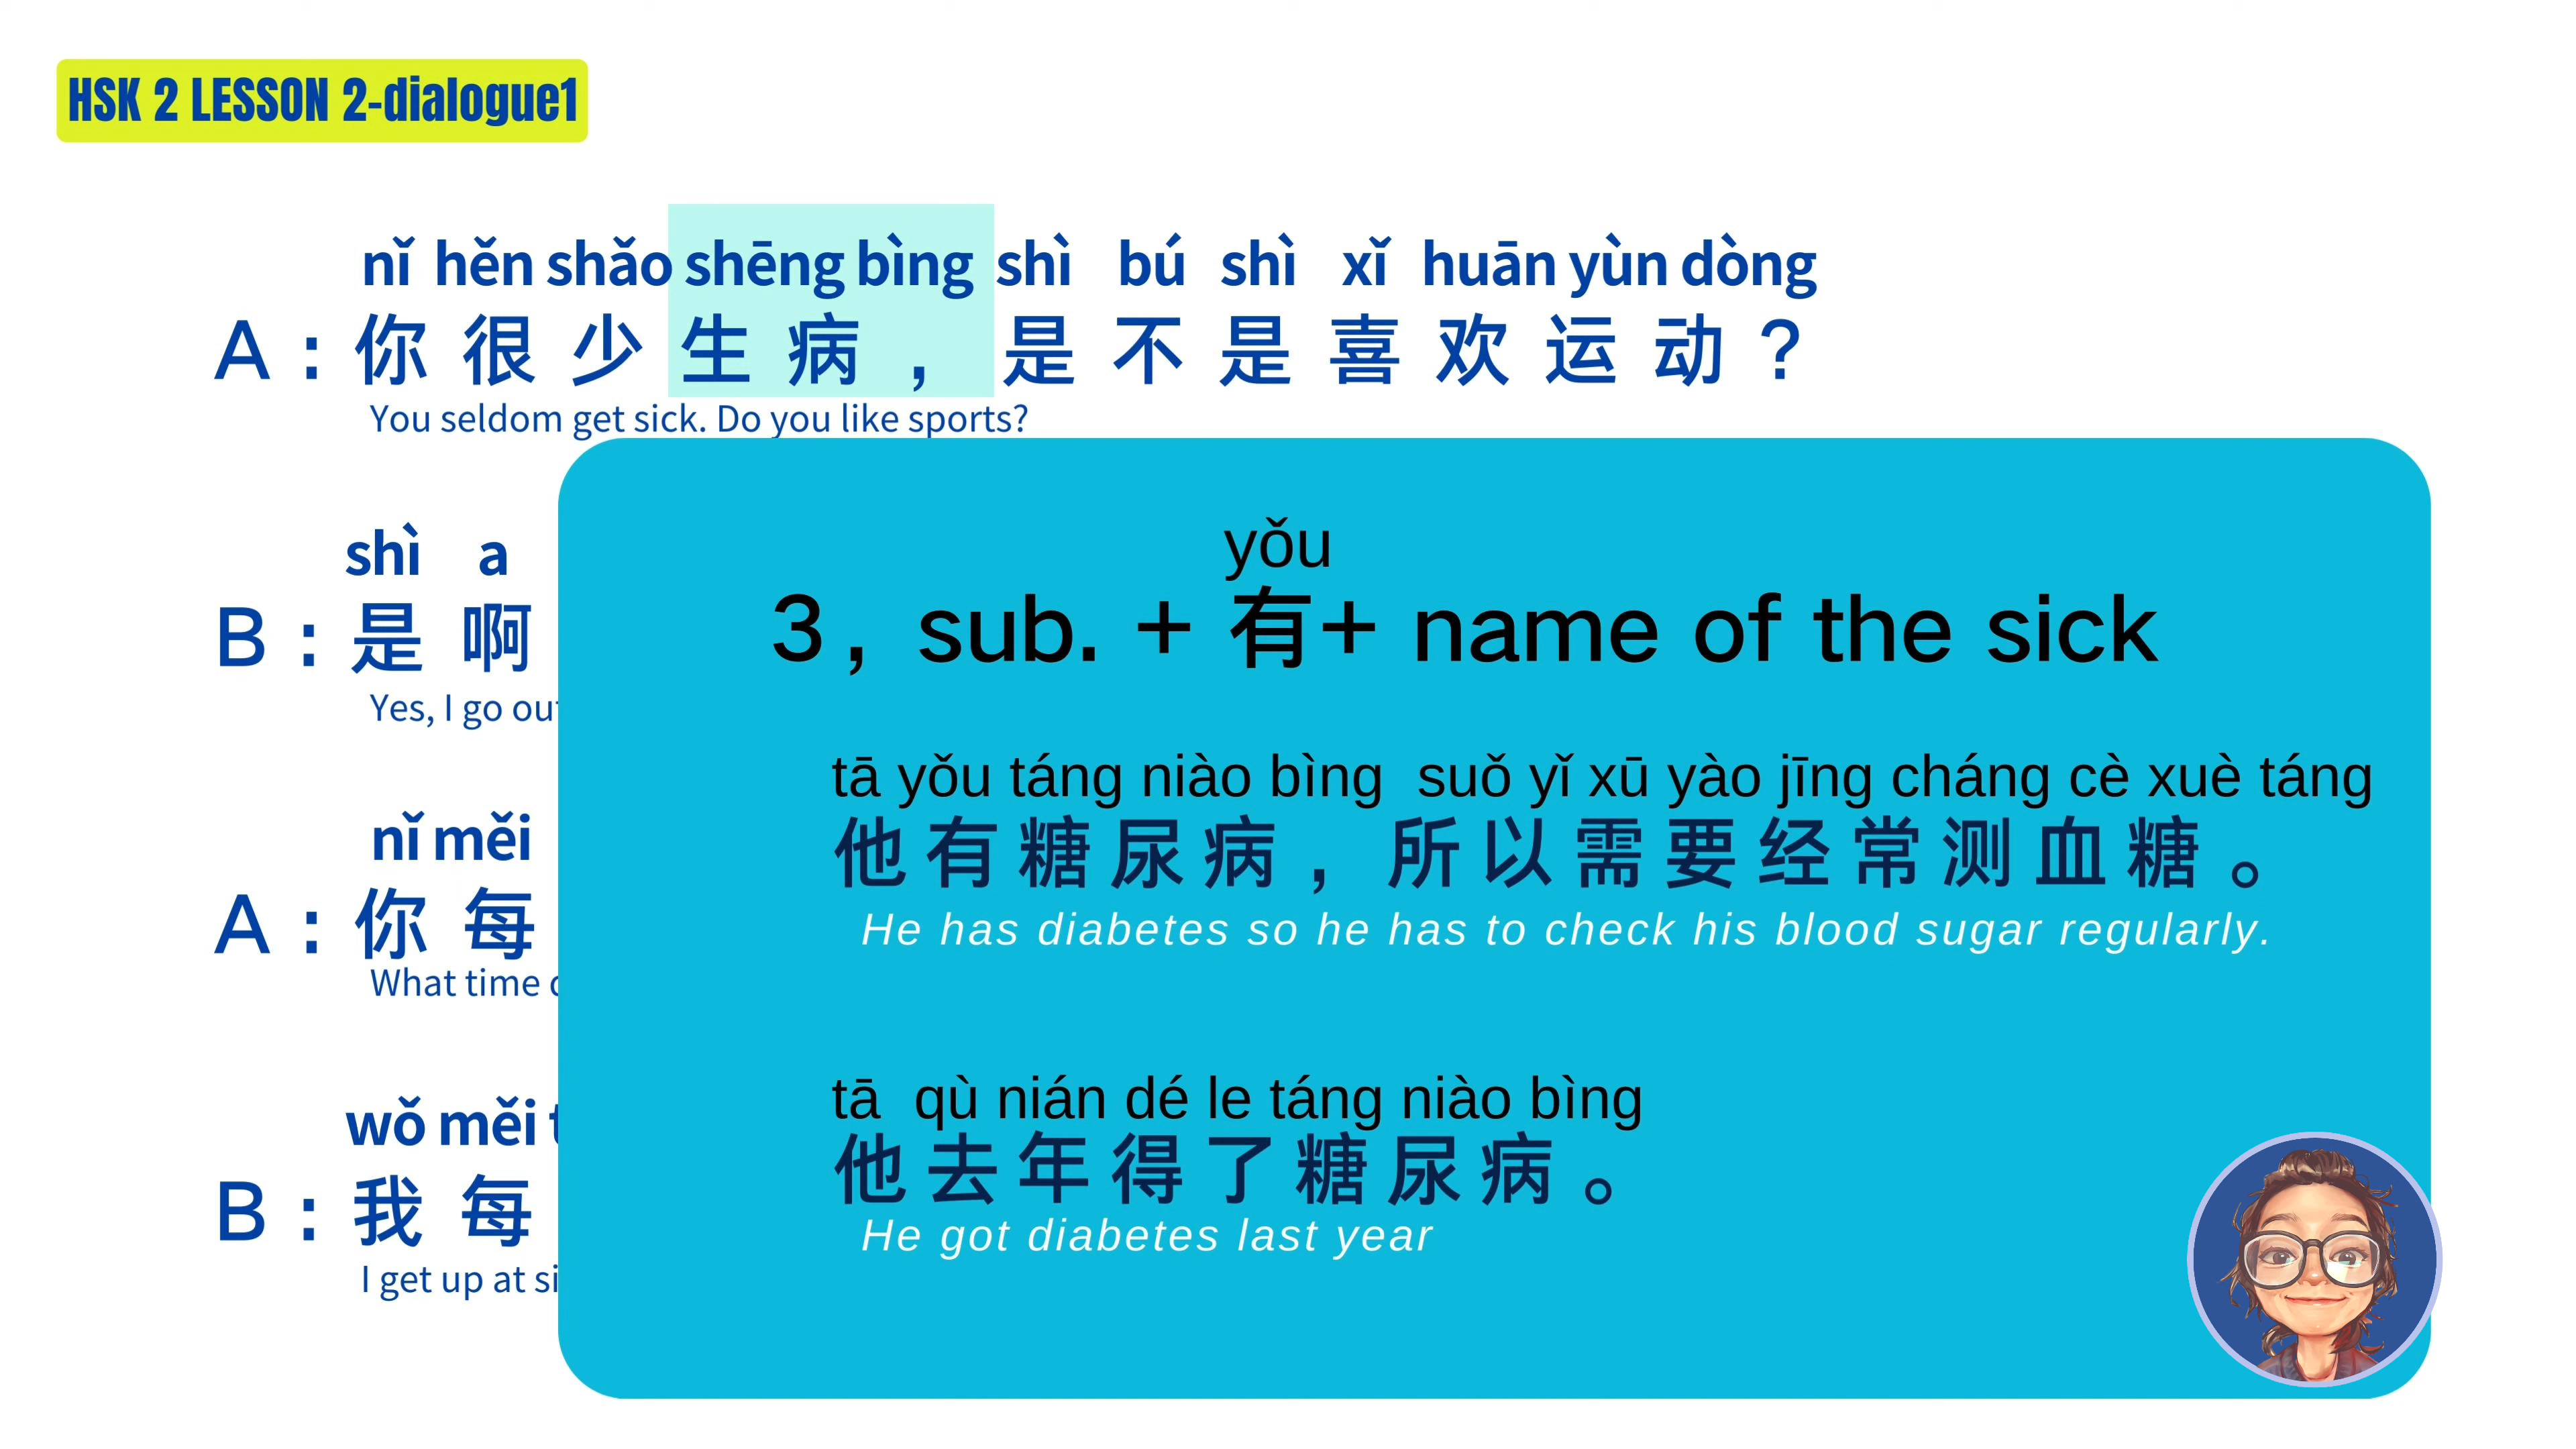 HSK 2 LESSON 2-dialogue1
nǐ hěn shǎo shēng bìng shì bú shì xǐ huān yùn dòng
A：你很少生病，是不是喜欢运动？
You seldom get sick. Do you like sports?
shì a
B：是啊
Yes, I go out
nǐ měi
A：你每
What time
wǒ měi
B：我每
I get up at si
yǒu
3，sub. + 有+ name of the sick
tā yǒu táng niào bìng suǒ yǐ xū yào jīng cháng cè xuè táng
他有糖尿病，所以需要经常测血糖。
He has diabetes so he has to check his blood sugar regularly.
tā qù nián dé le táng niào bìng
他去年得了糖尿病。
He got diabetes last year